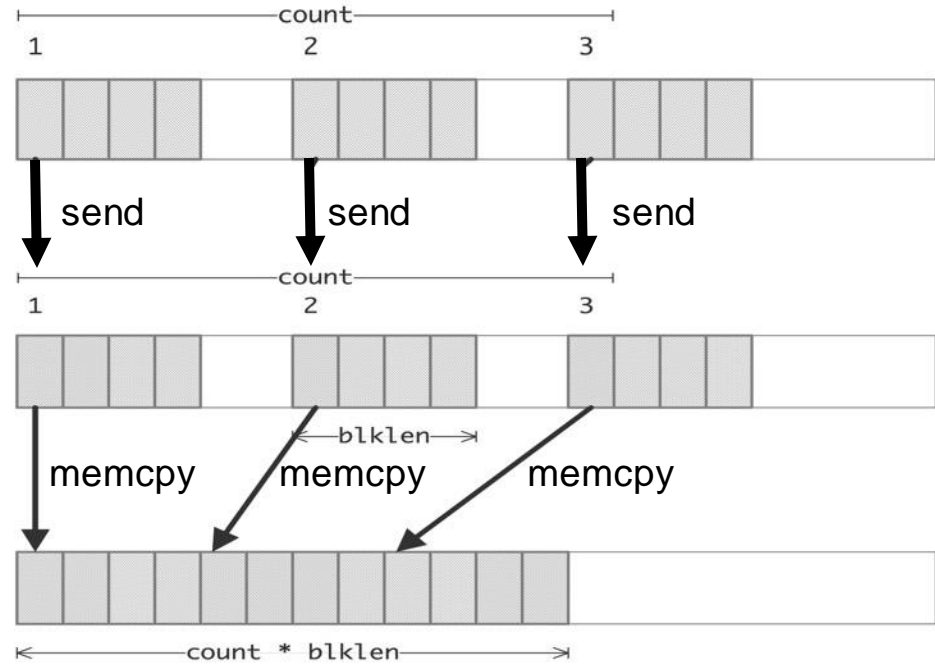 count
1 2 3
send send send
count
1 2 3
blklen
memcpy memcpy memcpy
count * blklen